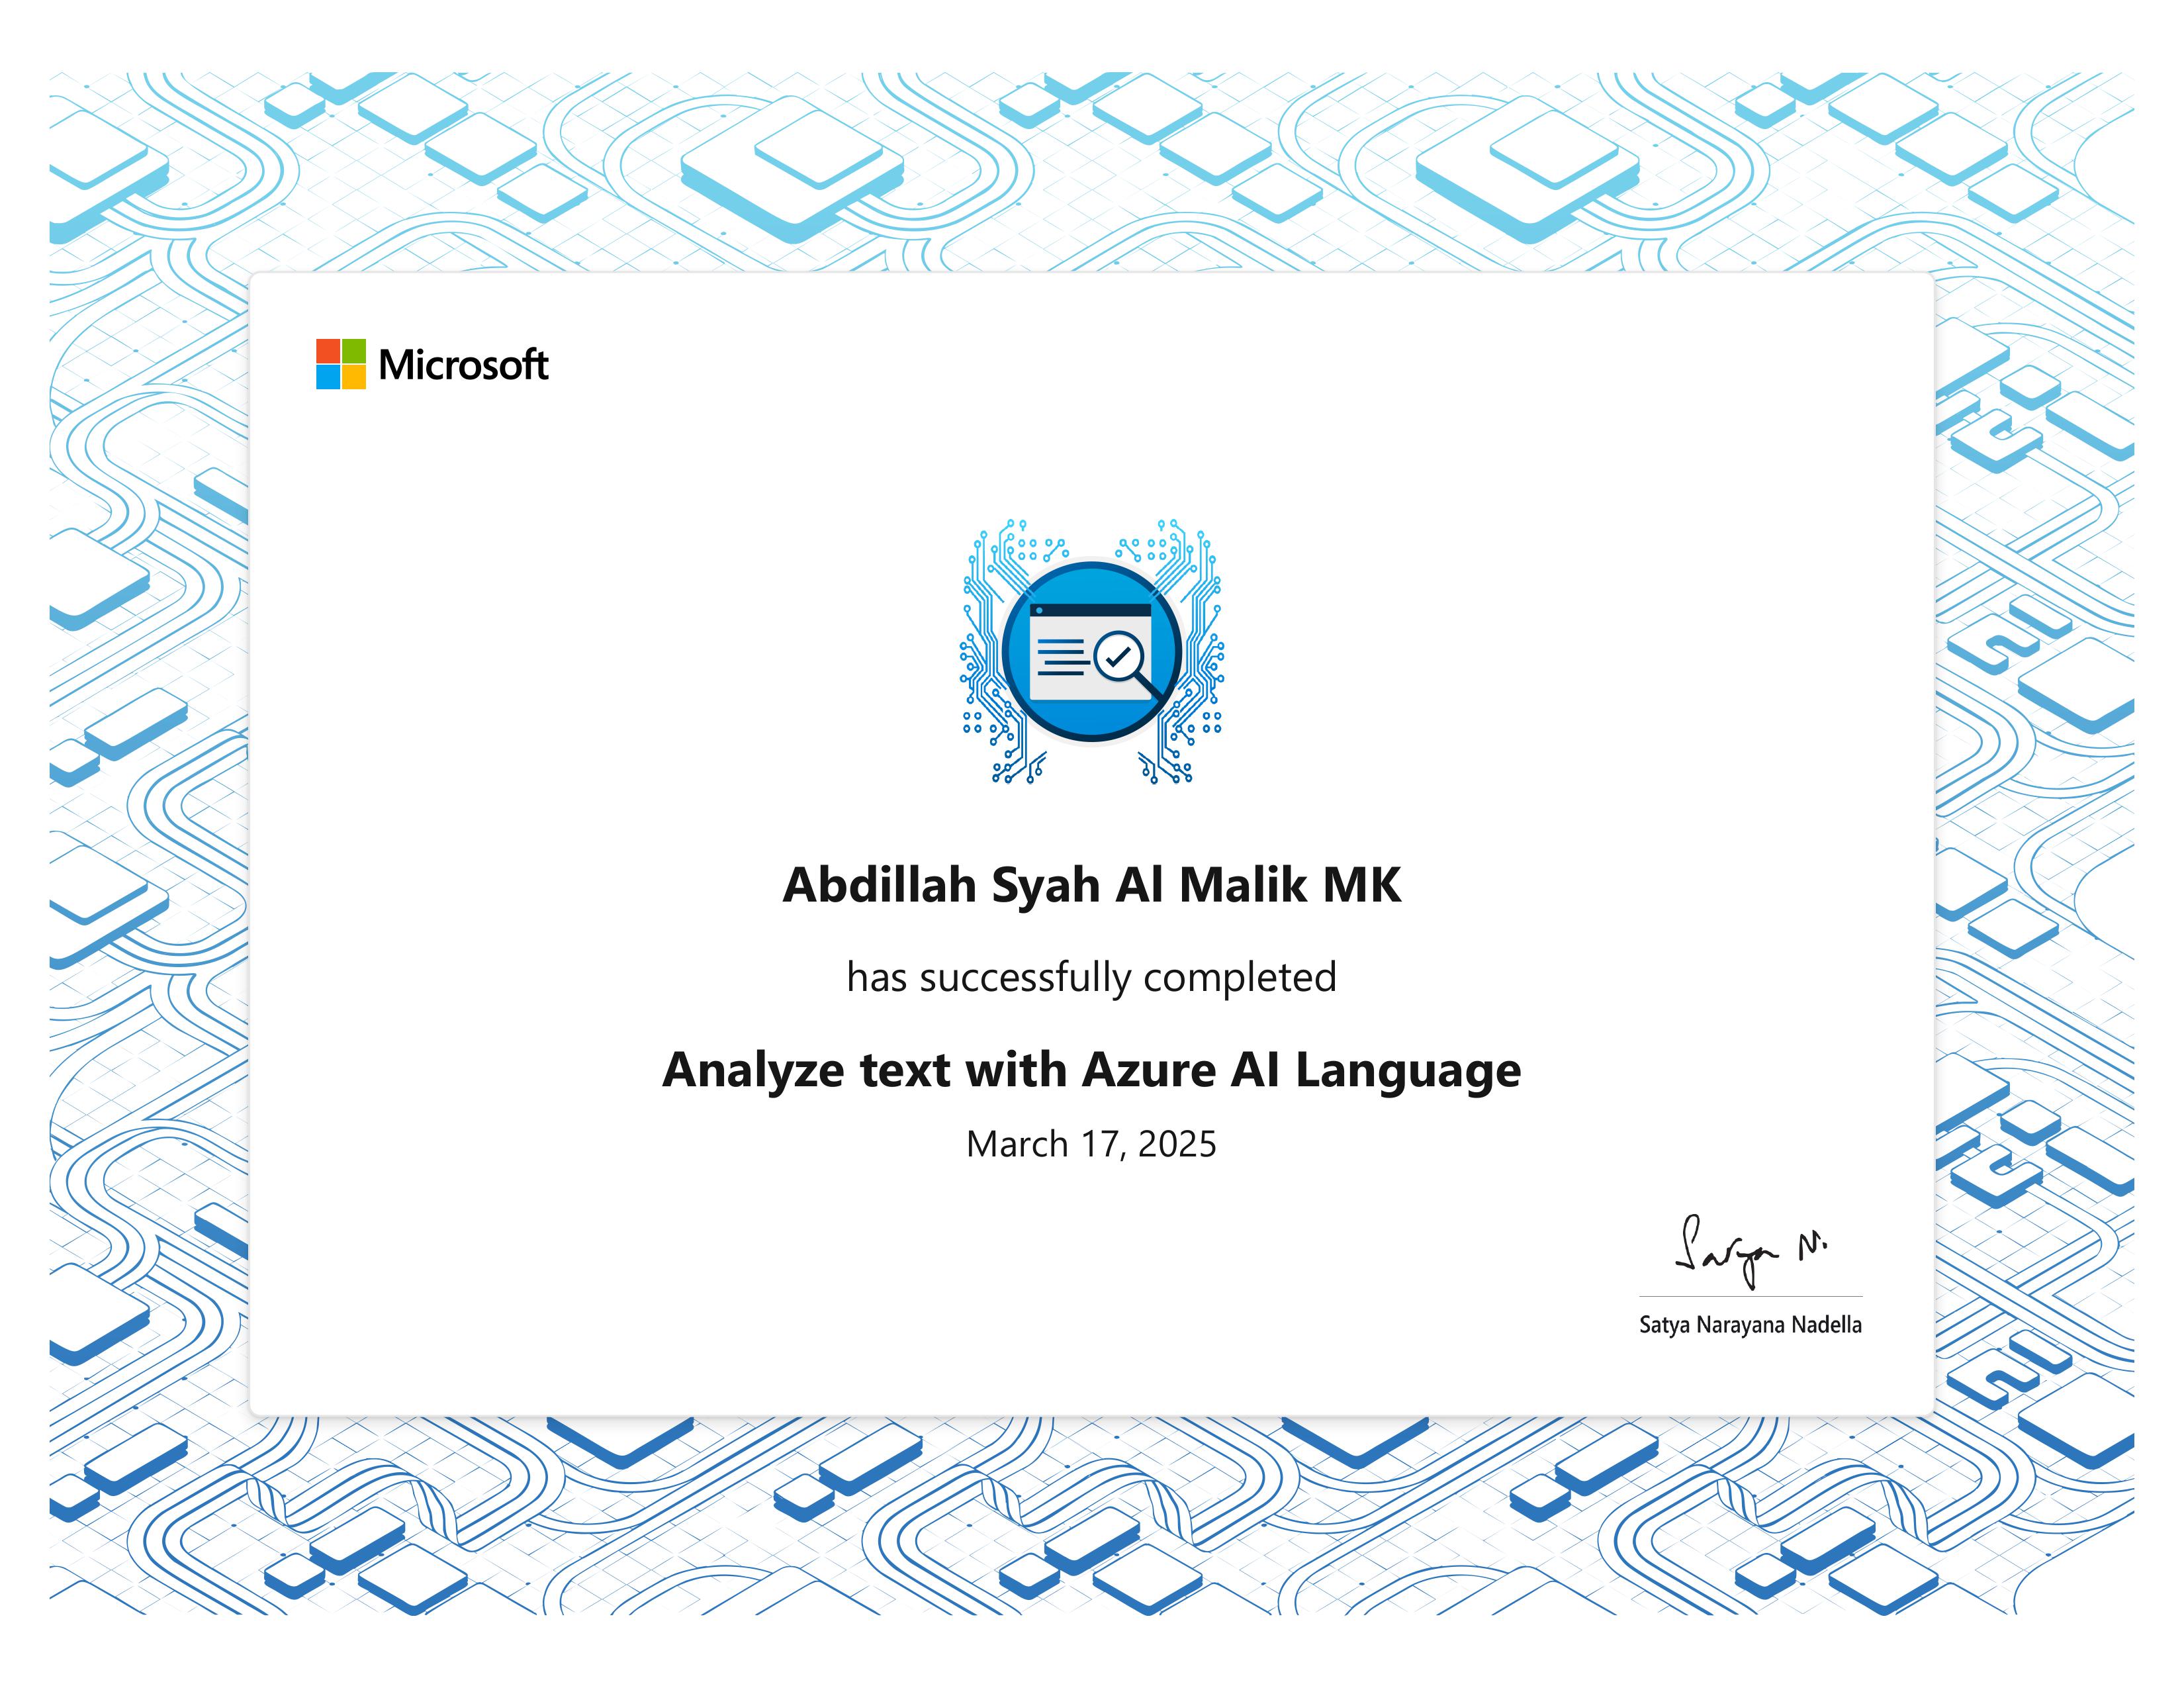 Microsoft
Abdillah Syah Al Malik MK
has successfully completed
Analyze text with Azure AI Language
March 17, 2025
Satya N.
Satya Narayana Nadella